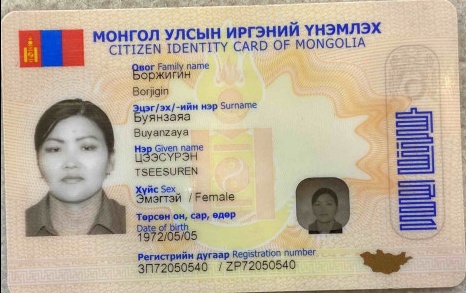 МОНГОЛ УЛСЫН ИРГЭНИЙ ҮНЭМЛЭХ
CITIZEN IDENTITY CARD OF MONGOLIA
Овог Family name
Боржигин
Borjigin
Эцэг/эх/-ийн нэр Surname
Буянзаяа
Buyanzaya
Нэр Given name
ЦЭЭСҮРЭН
TSEESUREN
Хүйс Sex
Эмэгтэй / Female
Төрсөн он, сар, өдөр
Date of birth
1972/05/05
Регистрийн дугаар Registration number
ЗП72050540 / ZP72050540